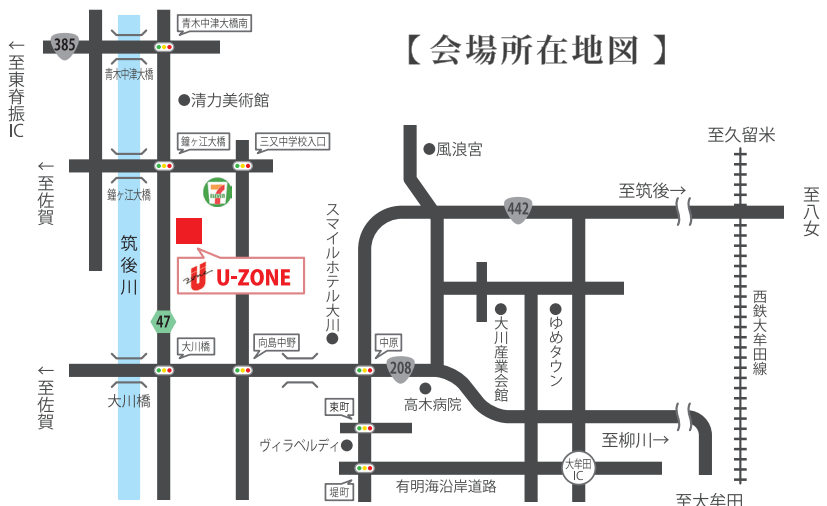 【会場所在地図】
青木中津大橋南
385
←至東脊振IC
青木中津大橋
清力美術館
鐘ヶ江大橋
三又中学校入口
風浪宮
至久留米
←至佐賀
鐘ヶ江大橋
7
ELEVEN
至筑後→
442
至八女
スマイルホテル大川
筑後川
U-ZONE
西鉄大牟田線
47
大川橋
向島中野
中原
大川産業会館
ゆめタウン
208
←至佐賀
大川橋
高木病院
東町
ヴィラベルディ
至柳川→
大牟田
IC
堤町
有明海沿岸道路
至大牟田